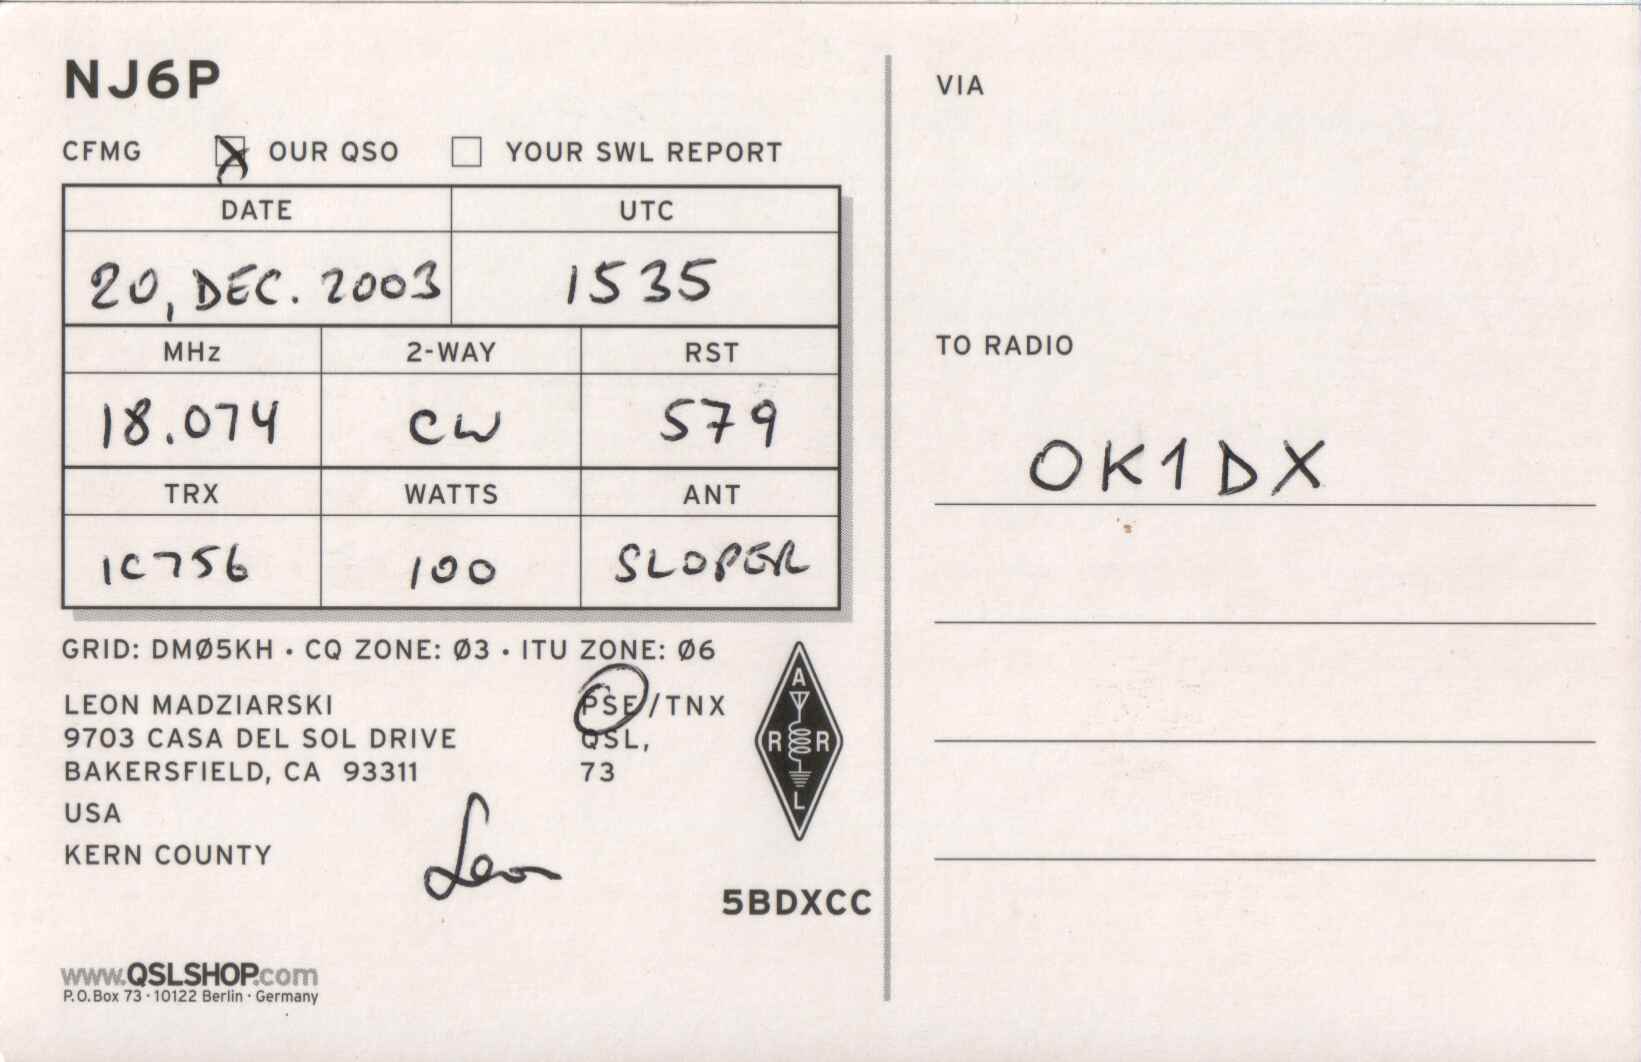 NJ6P
CFMG X OUR QSO YOUR SWL REPORT
DATE UTC
20, DEC. 2003 1535
MHz 2-WAY RST
18.074 CW 579
TRX WATTS ANT
IC756 100 SLOPER
GRID: DMØ5KH · CQ ZONE: Ø3 · ITU ZONE: Ø6
LEON MADZIARSKI
9703 CASA DEL SOL DRIVE
BAKERSFIELD, CA 93311
USA
KERN COUNTY
PSE/TNX
QSL,
73
Leon
A
R R
L
5BDXCC
www.QSLSHOP.com
P.O.Box 73 · 10122 Berlin · Germany
VIA
TO RADIO
OK1DX